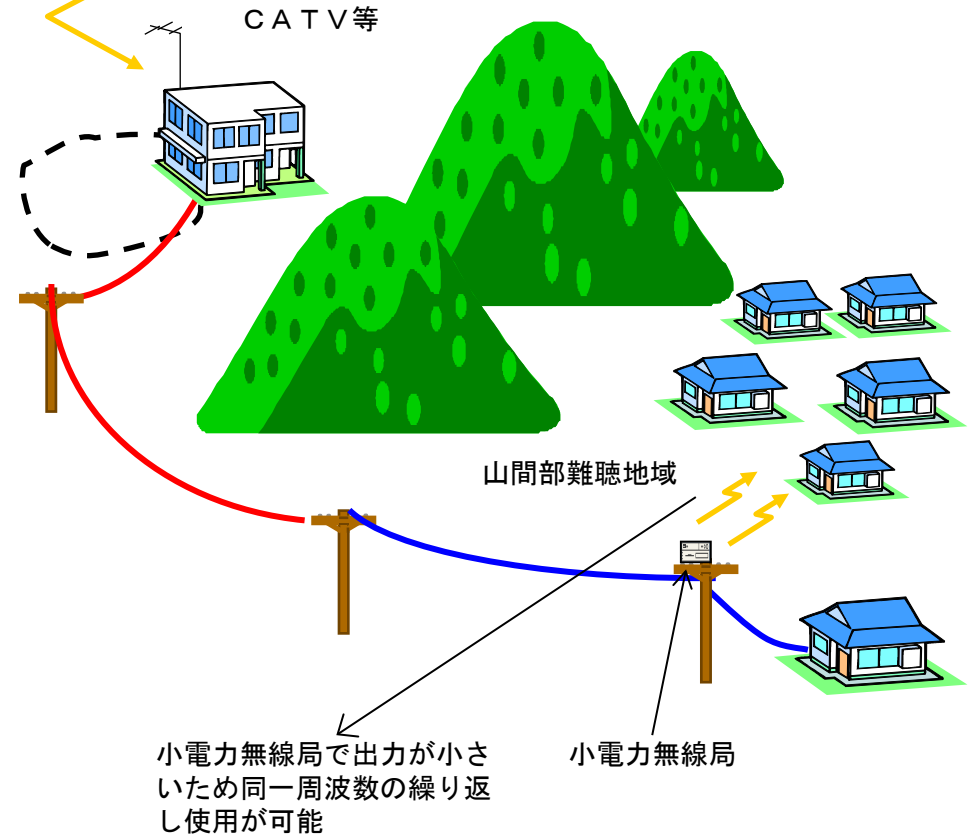 ＣＡＴＶ等
山間部難聴地域
小電力無線局で出力が小さ
いため同一周波数の繰り返
し使用が可能
小電力無線局